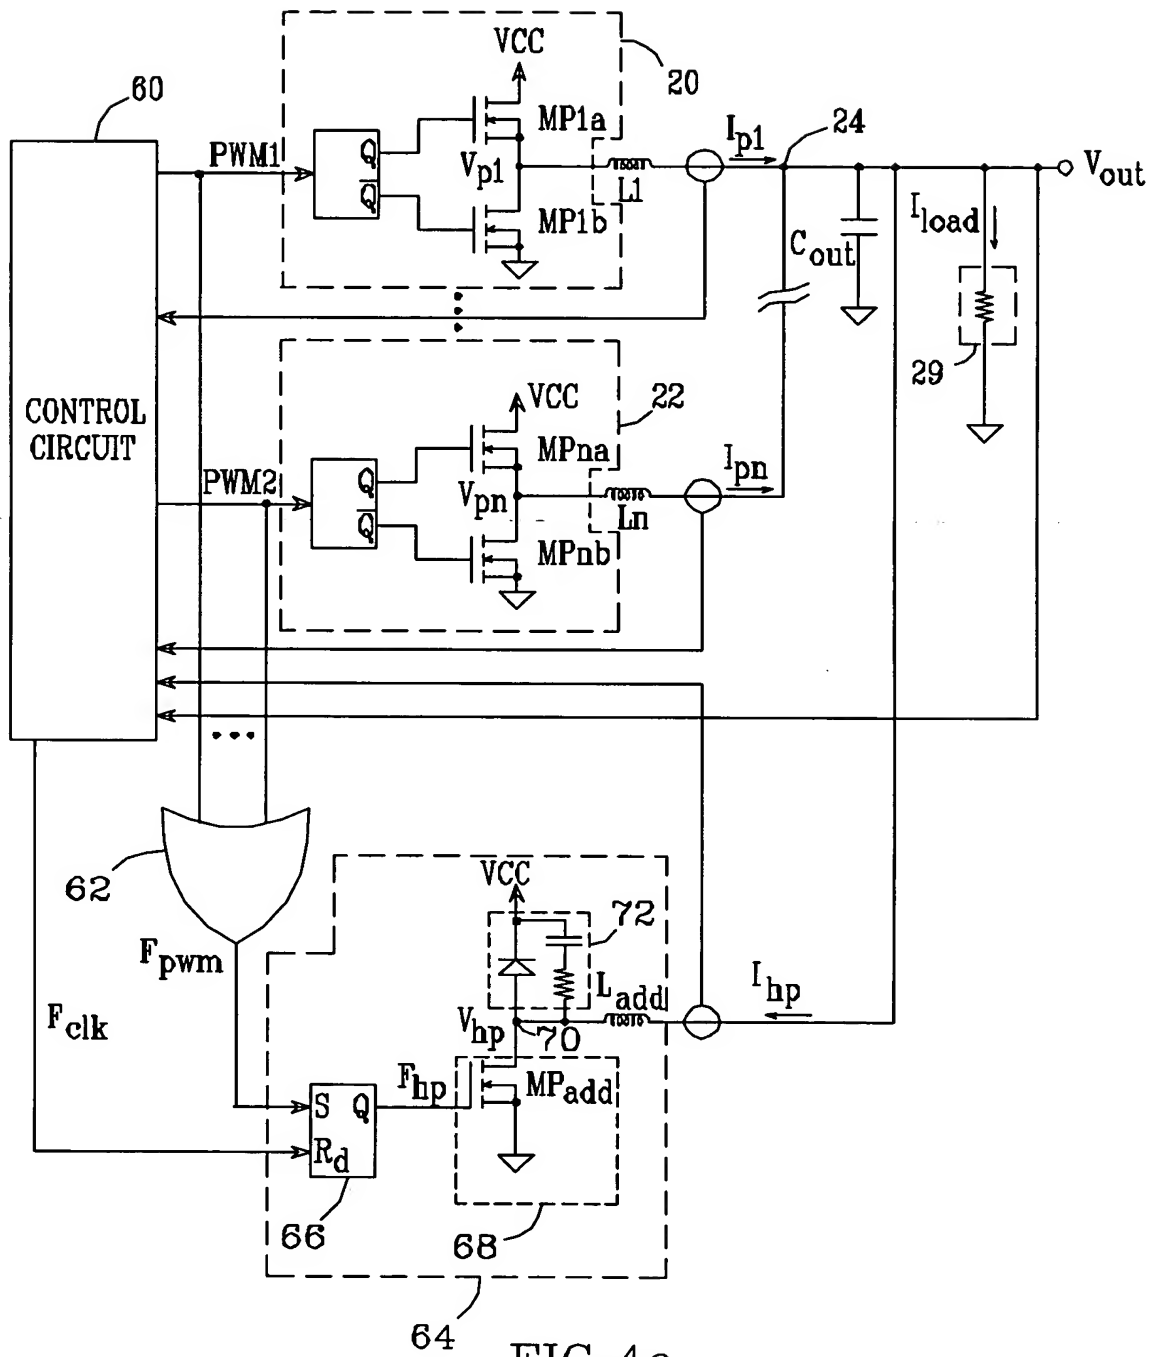 60
CONTROL
CIRCUIT
PWM1
Q
Q̅
VCC
MP1a
Vp1
MP1b
L1
20
Ip1
24
Vout
Cout
Iload
29
PWM2
Q
Q̅
VCC
MPna
Vpn
MPnb
Ln
22
Ipn
62
Fpwm
Fclk
VCC
72
Ladd
Vhp
70
Ihp
Fhp
MPadd
S Q
Rd
66
68
64